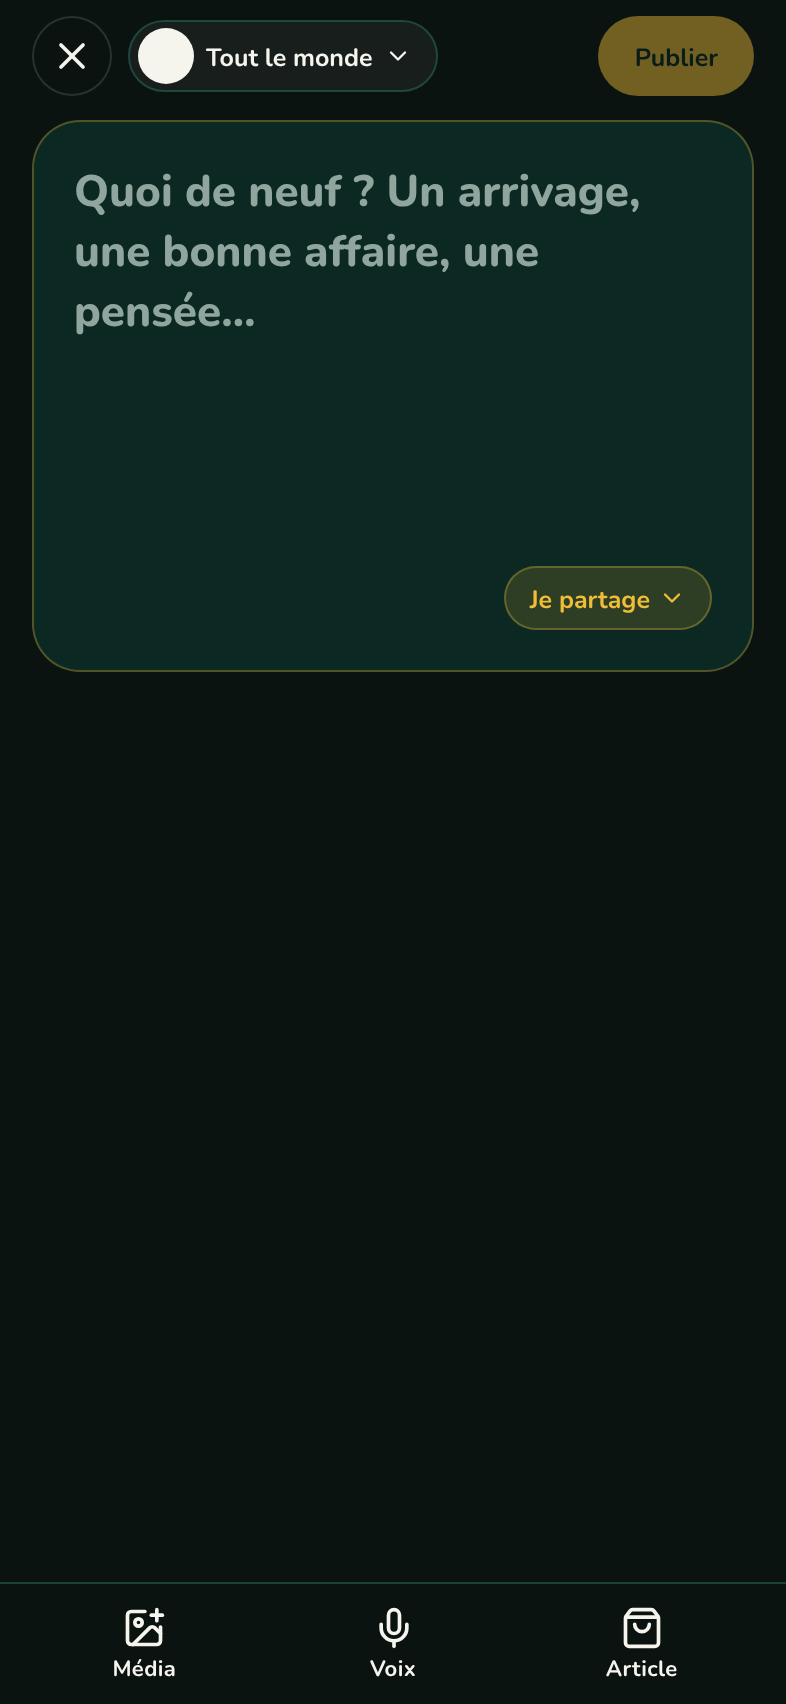 Tout le monde
Publier
Quoi de neuf ? Un arrivage,
une bonne affaire, une
pensée...
Je partage
Média
Voix
Article